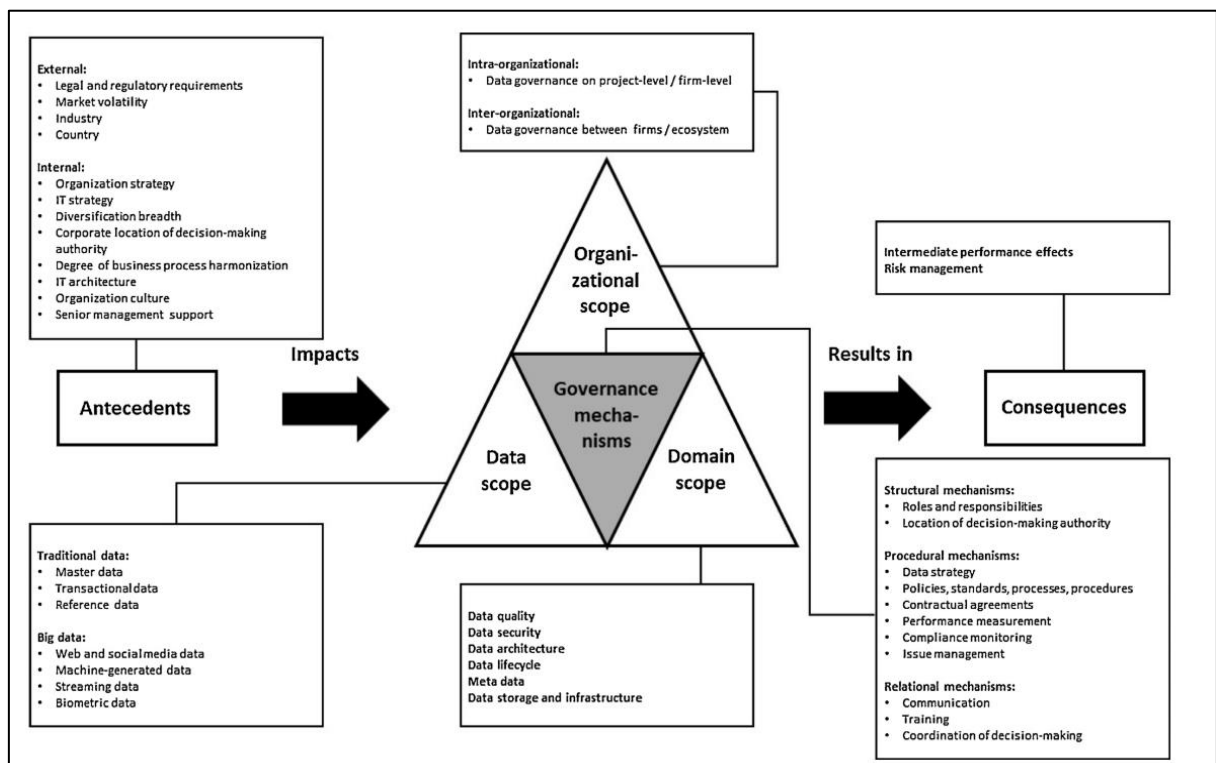 External:
• Legal and regulatory requirements
• Market volatility
• Industry
• Country
Internal:
• Organization strategy
• IT strategy
• Diversification breadth
• Corporate location of decision-making
authority
• Degree of business process harmonization
• IT architecture
• Organization culture
• Senior management support
Antecedents
Impacts
Intra-organizational:
• Data governance on project-level / firm-level
Inter-organizational:
• Data governance between firms / ecosystem
Organi-
zational
scope
Governance
mecha-
nisms
Data
scope
Domain
scope
Results in
Intermediate performance effects
Risk management
Consequences
Traditional data:
• Master data
• Transactional data
• Reference data
Big data:
• Web and social media data
• Machine-generated data
• Streaming data
• Biometric data
Data quality
Data security
Data architecture
Data lifecycle
Meta data
Data storage and infrastructure
Structural mechanisms:
• Roles and responsibilities
• Location of decision-making authority
Procedural mechanisms:
• Data strategy
• Policies, standards, processes, procedures
• Contractual agreements
• Performance measurement
• Compliance monitoring
• Issue management
Relational mechanisms:
• Communication
• Training
• Coordination of decision-making